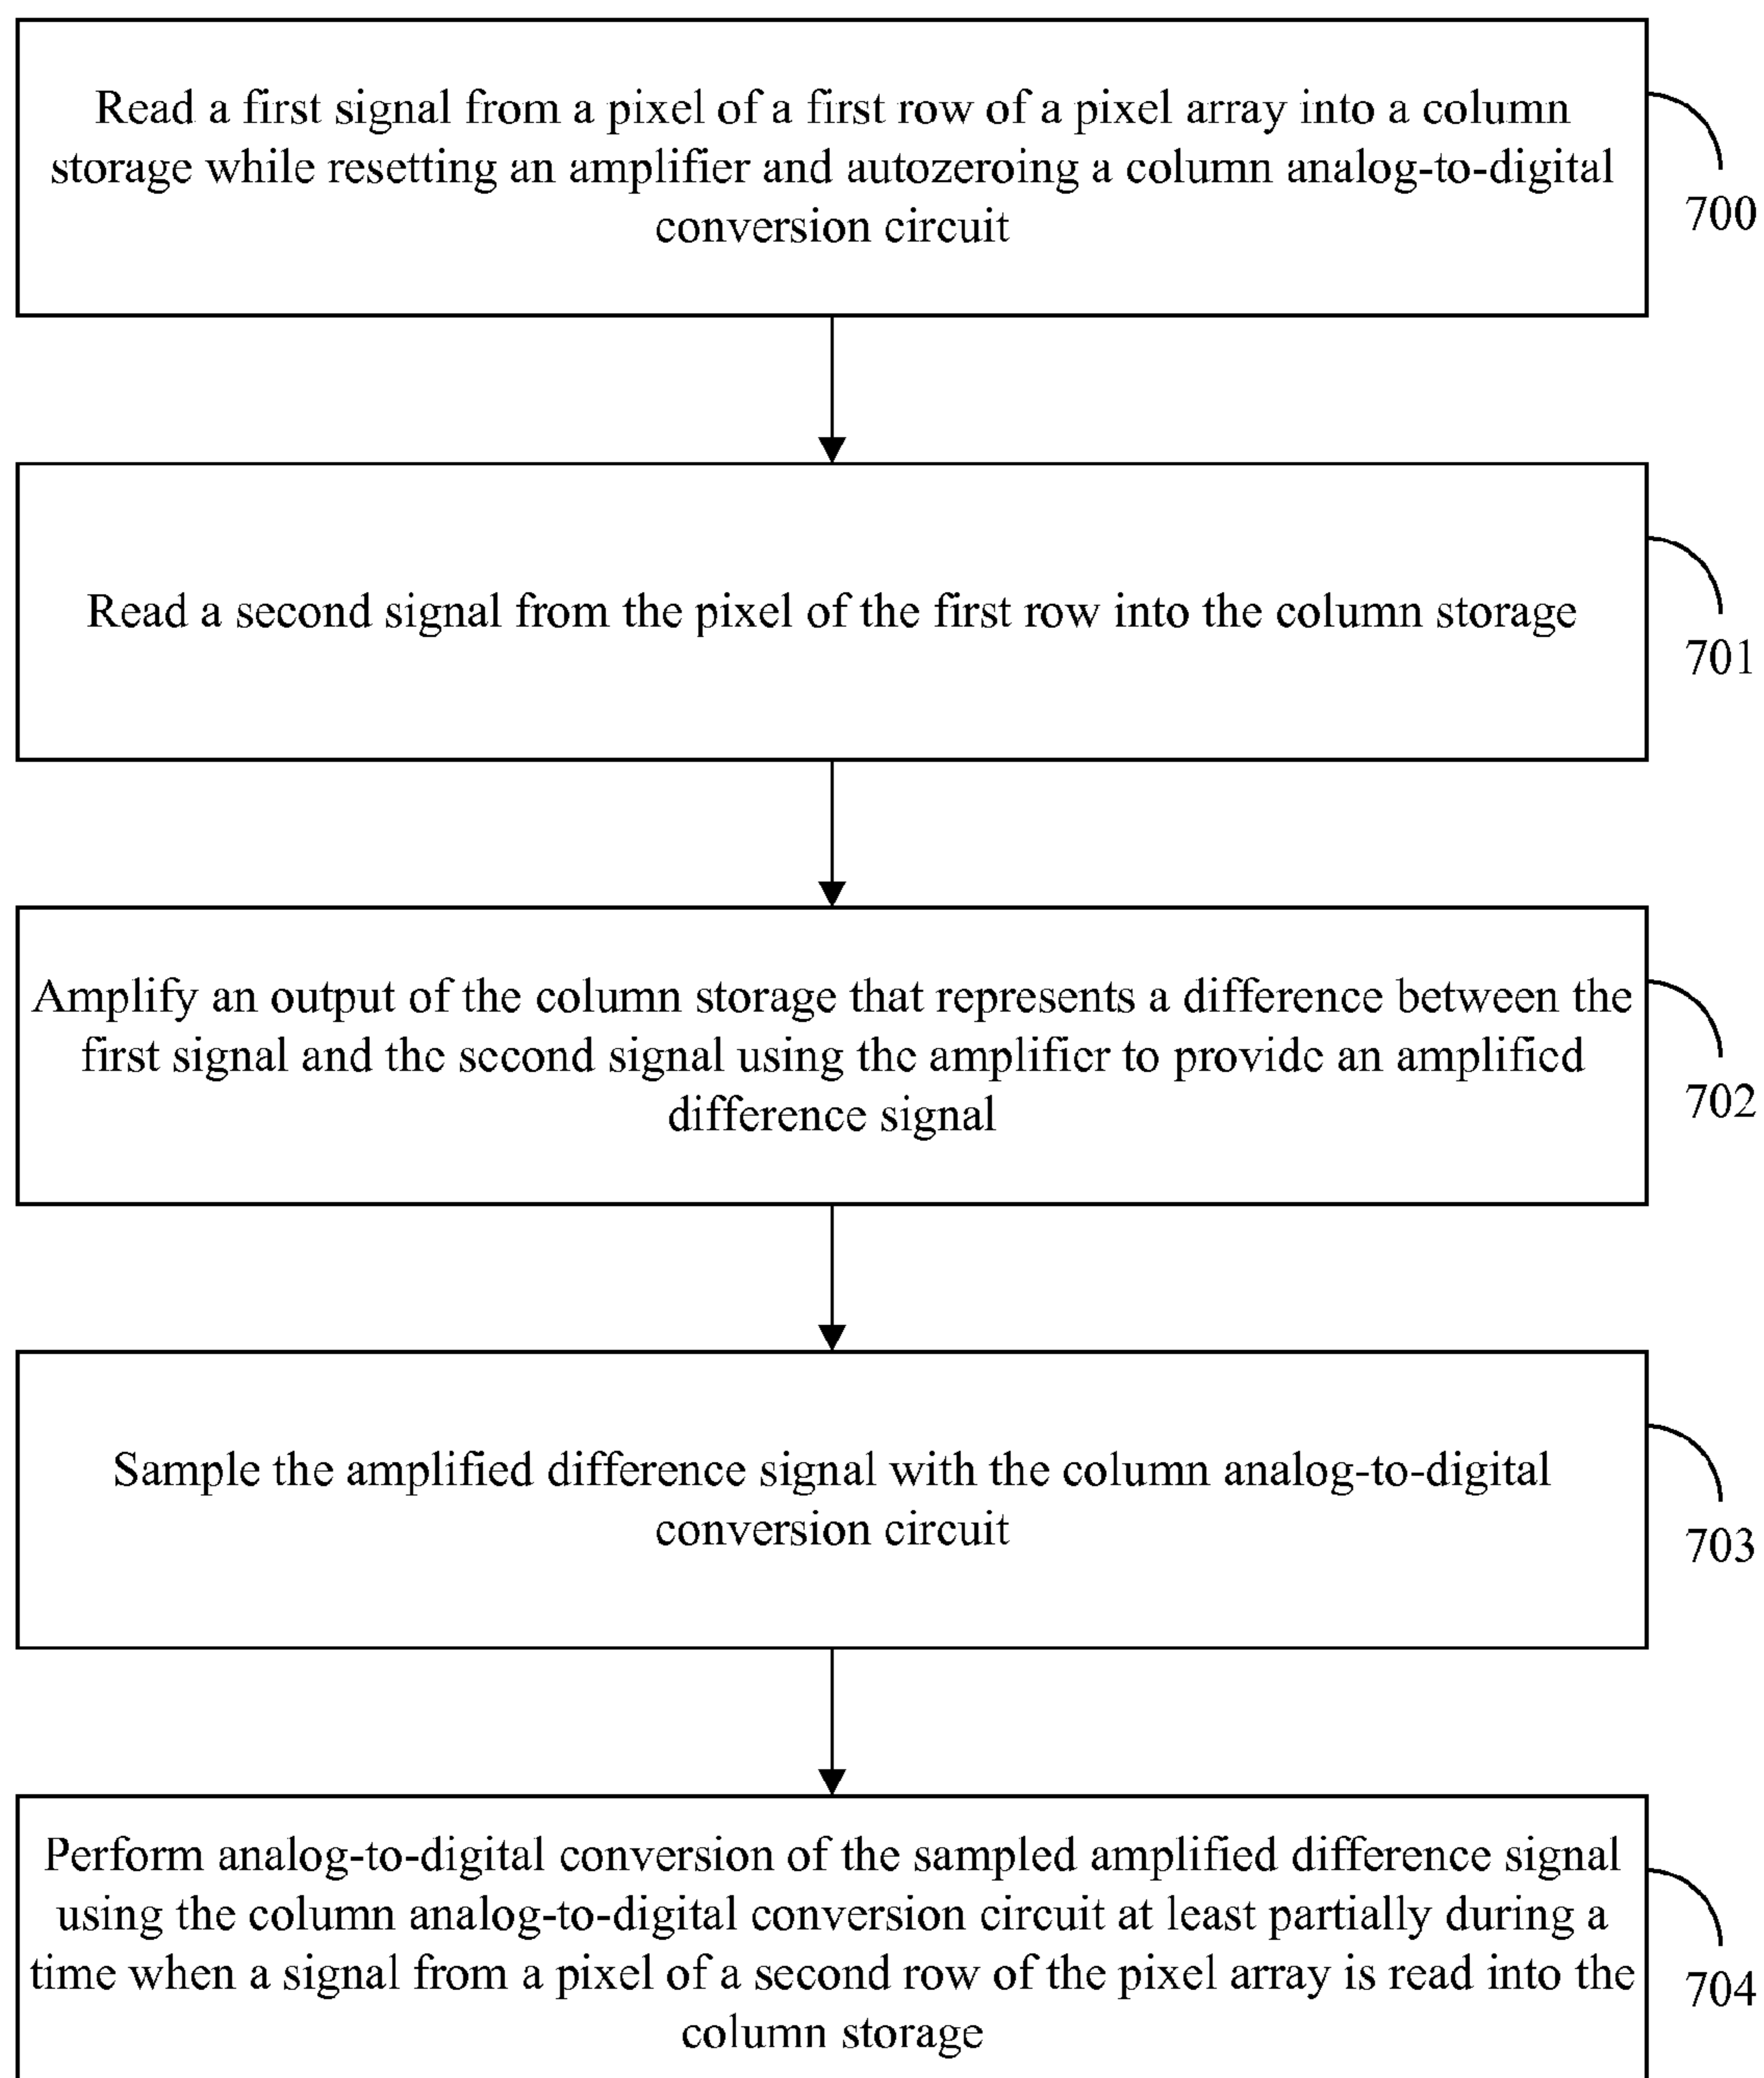 Read a first signal from a pixel of a first row of a pixel array into a column
storage while resetting an amplifier and autozeroing a column analog-to-digital
conversion circuit
700
Read a second signal from the pixel of the first row into the column storage
701
Amplify an output of the column storage that represents a difference between the
first signal and the second signal using the amplifier to provide an amplified
difference signal
702
Sample the amplified difference signal with the column analog-to-digital
conversion circuit
703
Perform analog-to-digital conversion of the sampled amplified difference signal
using the column analog-to-digital conversion circuit at least partially during a
time when a signal from a pixel of a second row of the pixel array is read into the
column storage
704